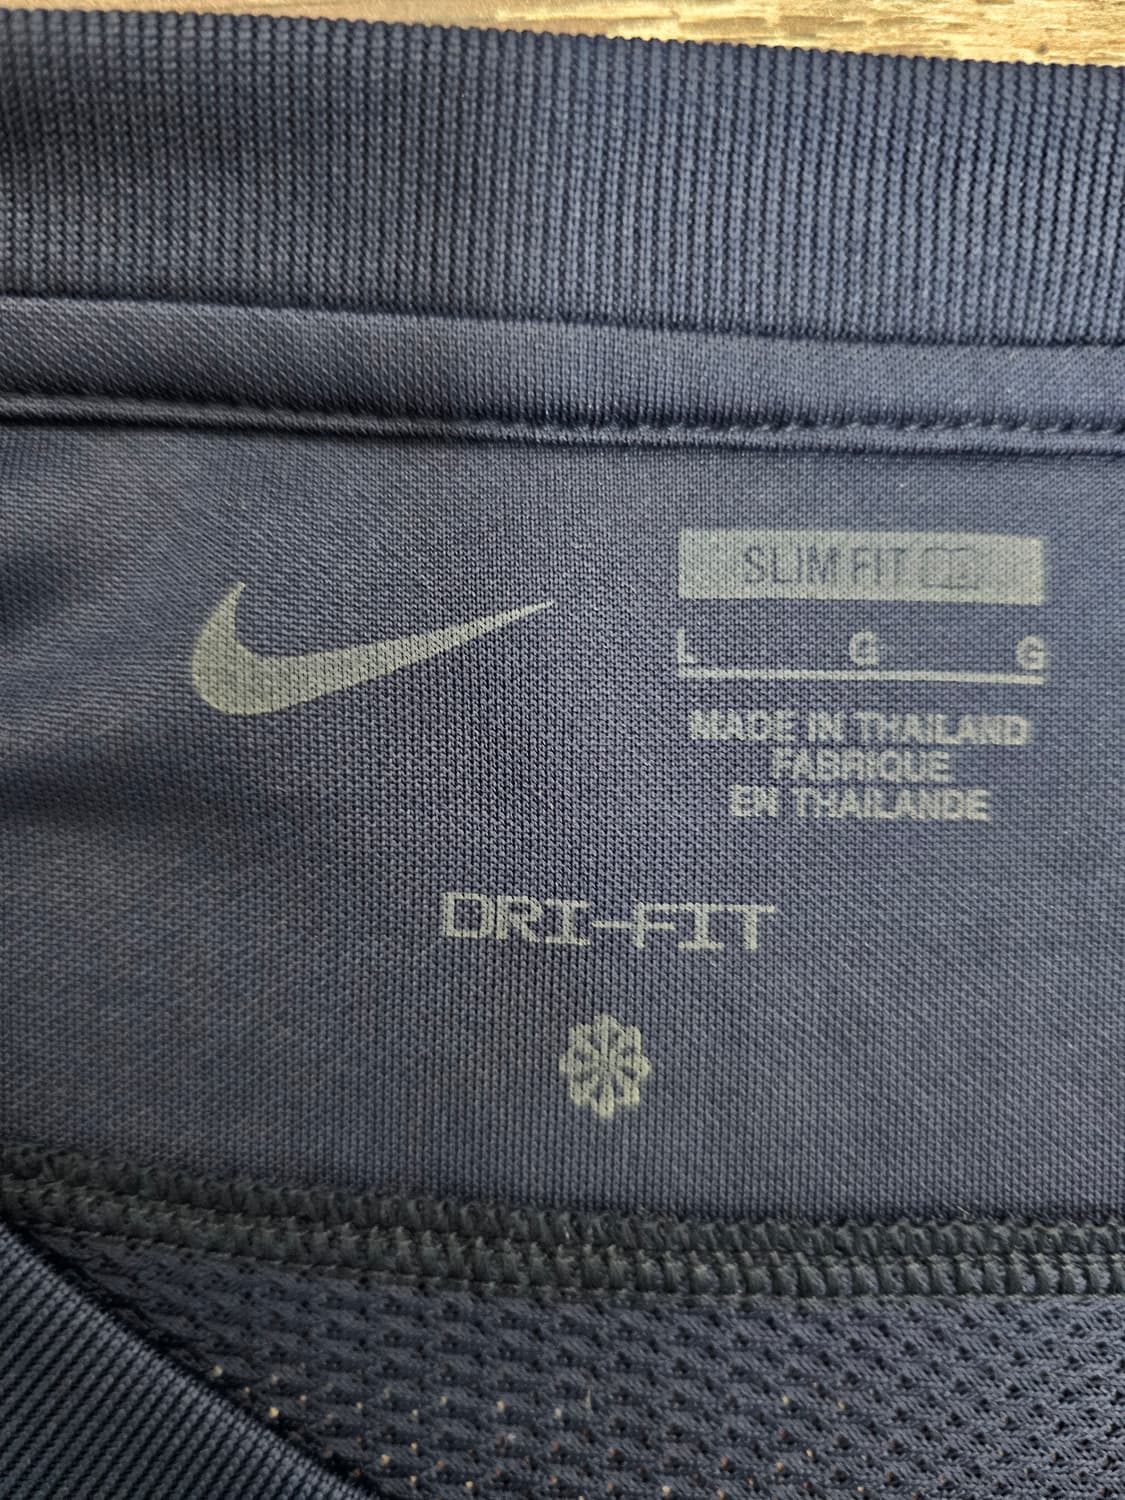 SLIM FIT
L G G
MADE IN THAILAND
FABRIQUE
EN THAILANDE
DRI-FIT